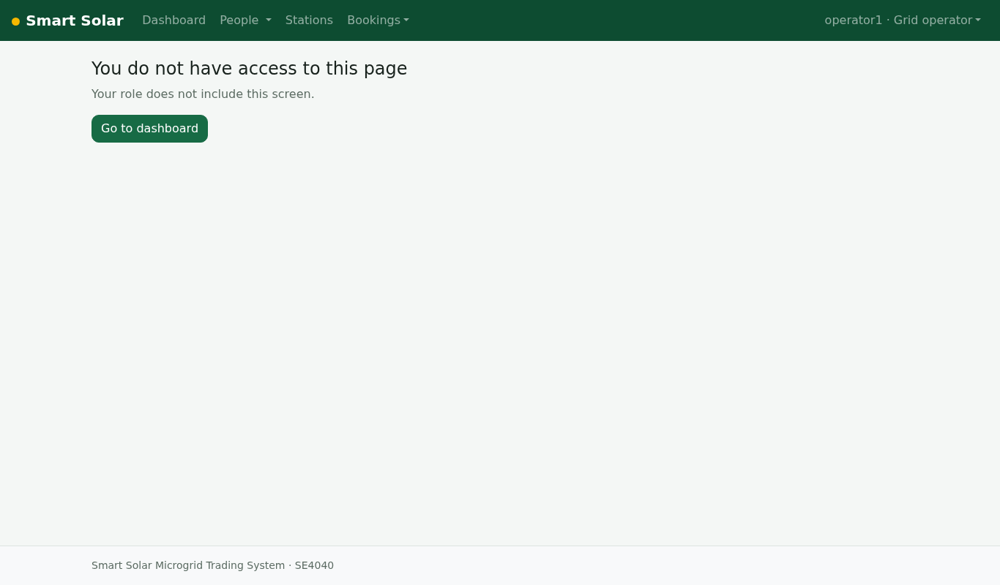 Smart Solar Dashboard People Stations Bookings operator1 · Grid operator
You do not have access to this page
Your role does not include this screen.
Go to dashboard
Smart Solar Microgrid Trading System · SE4040